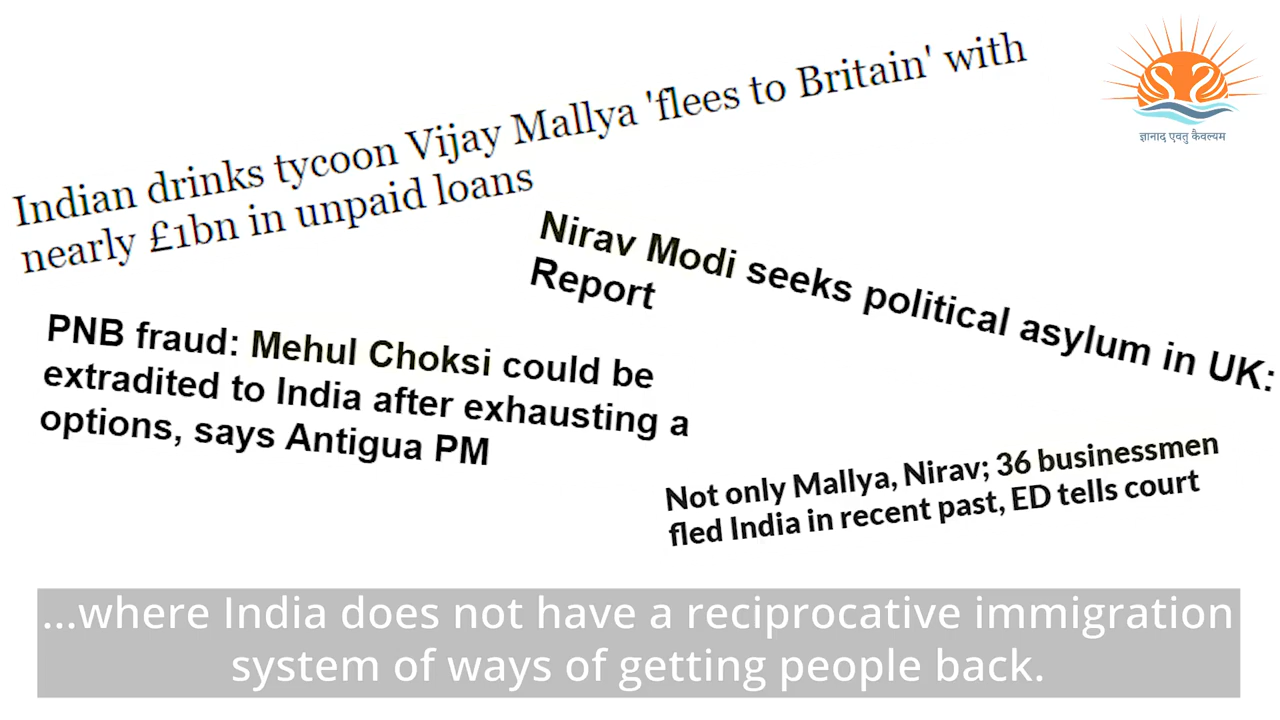 Indian drinks tycoon Vijay Mallya 'flees to Britain' with
nearly £1bn in unpaid loans
ज्ञानाद एवतु कैवल्यम
Nirav Modi seeks political asylum in UK:
Report
PNB fraud: Mehul Choksi could be
extradited to India after exhausting a
options, says Antigua PM
Not only Mallya, Nirav; 36 businessmen
fled India in recent past, ED tells court
...where India does not have a reciprocative immigration
system of ways of getting people back.